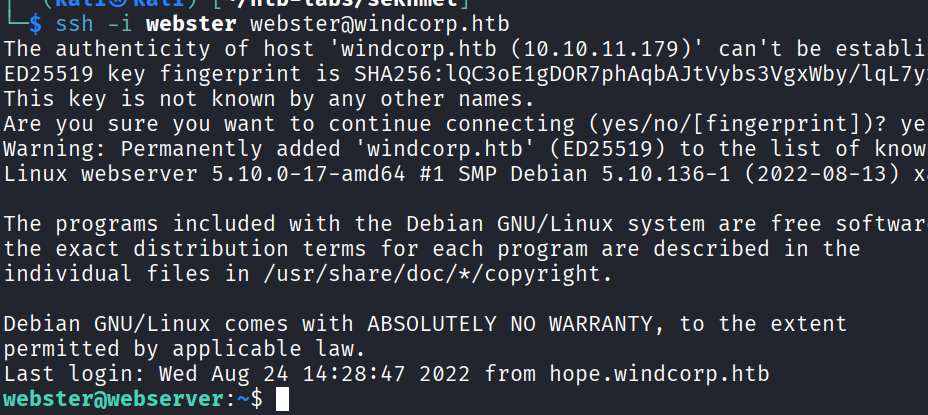 (kali㉿kali) [~/htb-labs/sekhmet]
└─$ ssh -i webster webster@windcorp.htb
The authenticity of host 'windcorp.htb (10.10.11.179)' can't be establi
ED25519 key fingerprint is SHA256:lQC3oE1gDOR7phAqbAJtVybs3VgxWby/lqL7y
This key is not known by any other names.
Are you sure you want to continue connecting (yes/no/[fingerprint])? ye
Warning: Permanently added 'windcorp.htb' (ED25519) to the list of know
Linux webserver 5.10.0-17-amd64 #1 SMP Debian 5.10.136-1 (2022-08-13) x
The programs included with the Debian GNU/Linux system are free software
the exact distribution terms for each program are described in the
individual files in /usr/share/doc/*/copyright.
Debian GNU/Linux comes with ABSOLUTELY NO WARRANTY, to the extent
permitted by applicable law.
Last login: Wed Aug 24 14:28:47 2022 from hope.windcorp.htb
webster@webserver:~$